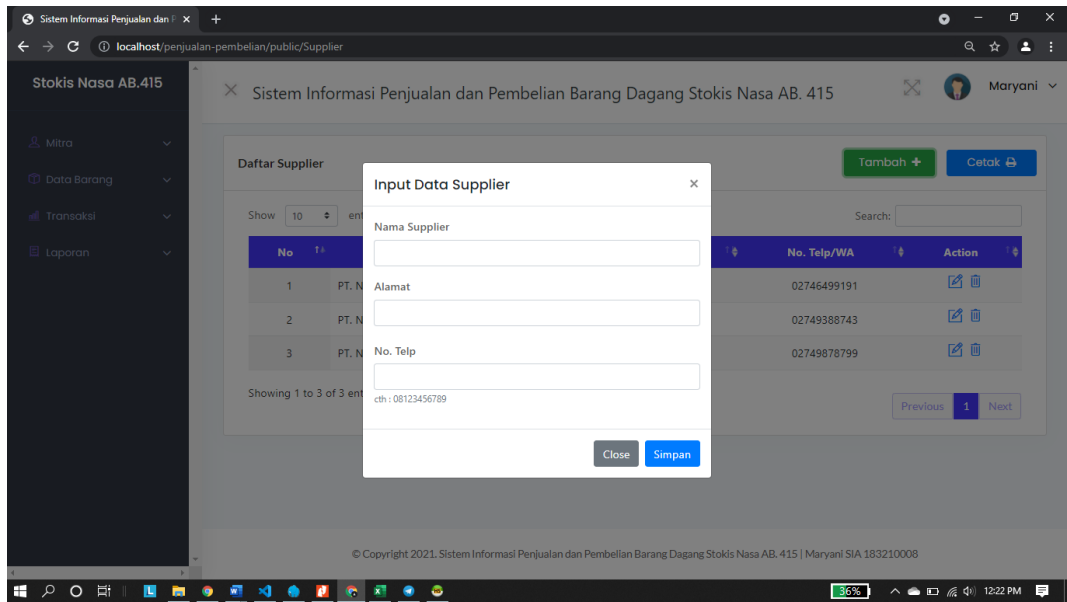 Sistem Informasi Penjualan dan P
localhost/penjualan-pembelian/public/Supplier
Stokis Nasa AB.415
Sistem Informasi Penjualan dan Pembelian Barang Dagang Stokis Nasa AB. 415
Maryani
Mitra
Data Barang
Transaksi
Laporan
Daftar Supplier
Tambah
Cetak
Input Data Supplier
Show 10 ent
Search:
Nama Supplier
No
No. Telp/WA
Action
1 PT. N
02746499191
Alamat
2 PT. N
02749388743
3 PT. N
02749878799
No. Telp
cth : 08123456789
Showing 1 to 3 of 3 ent
Previous 1 Next
Close
Simpan
© Copyright 2021. Sistem Informasi Penjualan dan Pembelian Barang Dagang Stokis Nasa AB. 415 | Maryani SIA 183210008
36%
12:22 PM